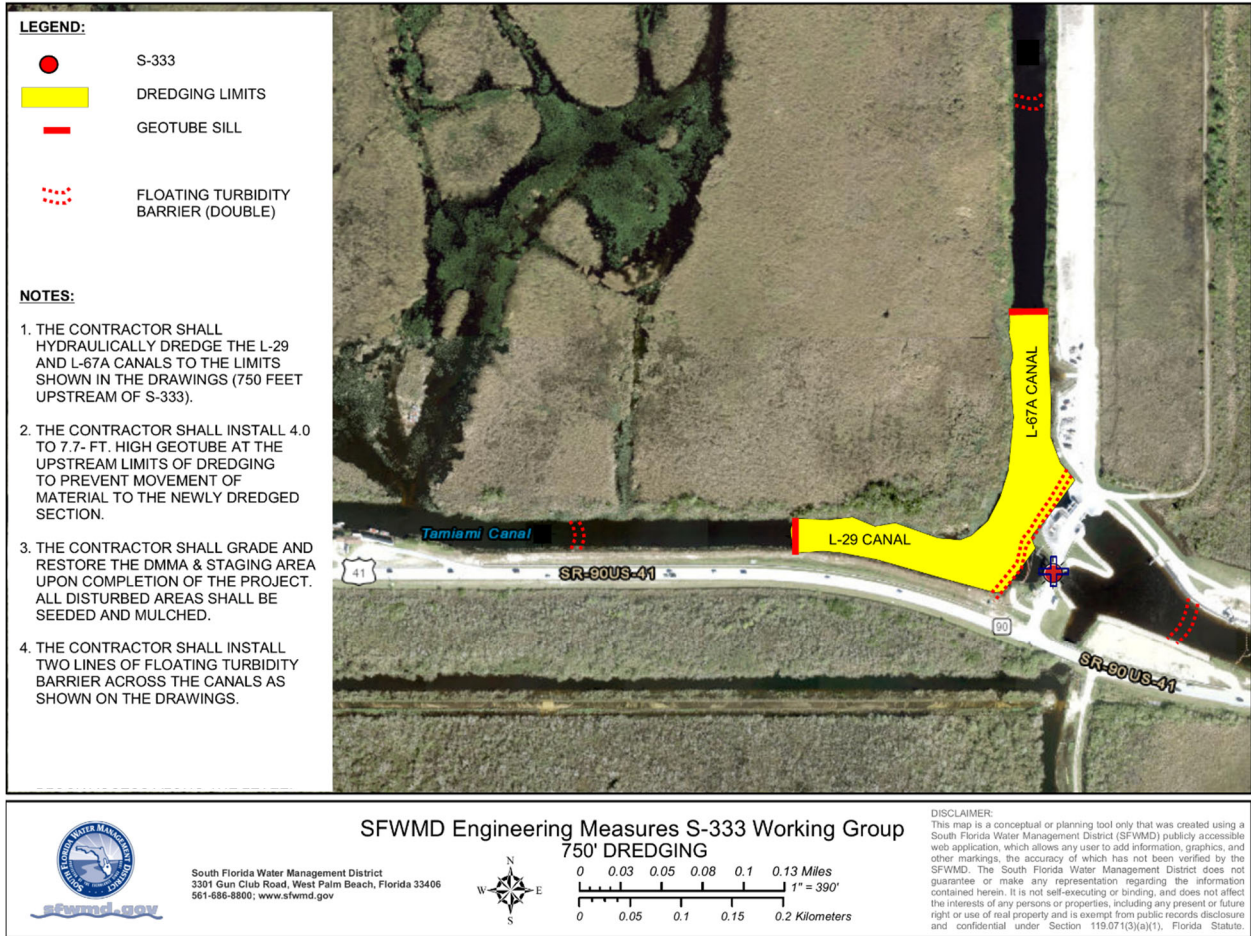 LEGEND:
S-333
DREDGING LIMITS
GEOTUBE SILL
FLOATING TURBIDITY
BARRIER (DOUBLE)
NOTES:
1. THE CONTRACTOR SHALL
HYDRAULICALLY DREDGE THE L-29
AND L-67A CANALS TO THE LIMITS
SHOWN IN THE DRAWINGS (750 FEET
UPSTREAM OF S-333).
2. THE CONTRACTOR SHALL INSTALL 4.0
TO 7.7- FT. HIGH GEOTUBE AT THE
UPSTREAM LIMITS OF DREDGING
TO PREVENT MOVEMENT OF
MATERIAL TO THE NEWLY DREDGED
SECTION.
3. THE CONTRACTOR SHALL GRADE AND
RESTORE THE DMMA & STAGING AREA
UPON COMPLETION OF THE PROJECT.
ALL DISTURBED AREAS SHALL BE
SEEDED AND MULCHED.
4. THE CONTRACTOR SHALL INSTALL
TWO LINES OF FLOATING TURBIDITY
BARRIER ACROSS THE CANALS AS
SHOWN ON THE DRAWINGS.
L-67A CANAL
Tamiami Canal
L-29 CANAL
41
SR-90US-41
90
SR-90 US-41
SOUTH FLORIDA WATER MANAGEMENT DISTRICT
sfwmd.gov
South Florida Water Management District
3301 Gun Club Road, West Palm Beach, Florida 33406
561-686-8800; www.sfwmd.gov
SFWMD Engineering Measures S-333 Working Group
750' DREDGING
N
W E
S
0 0.03 0.05 0.08 0.1 0.13 Miles
1" = 390'
0 0.05 0.1 0.15 0.2 Kilometers
DISCLAIMER:
This map is a conceptual or planning tool only that was created using a
South Florida Water Management District (SFWMD) publicly accessible
web application, which allows any user to add information, graphics, and
other markings, the accuracy of which has not been verified by the
SFWMD. The South Florida Water Management District does not
guarantee or make any representation regarding the information
contained herein. It is not self-executing or binding, and does not affect
the interests of any persons or properties, including any present or future
right or use of real property and is exempt from public records disclosure
and confidential under Section 119.071(3)(a)(1), Florida Statute.